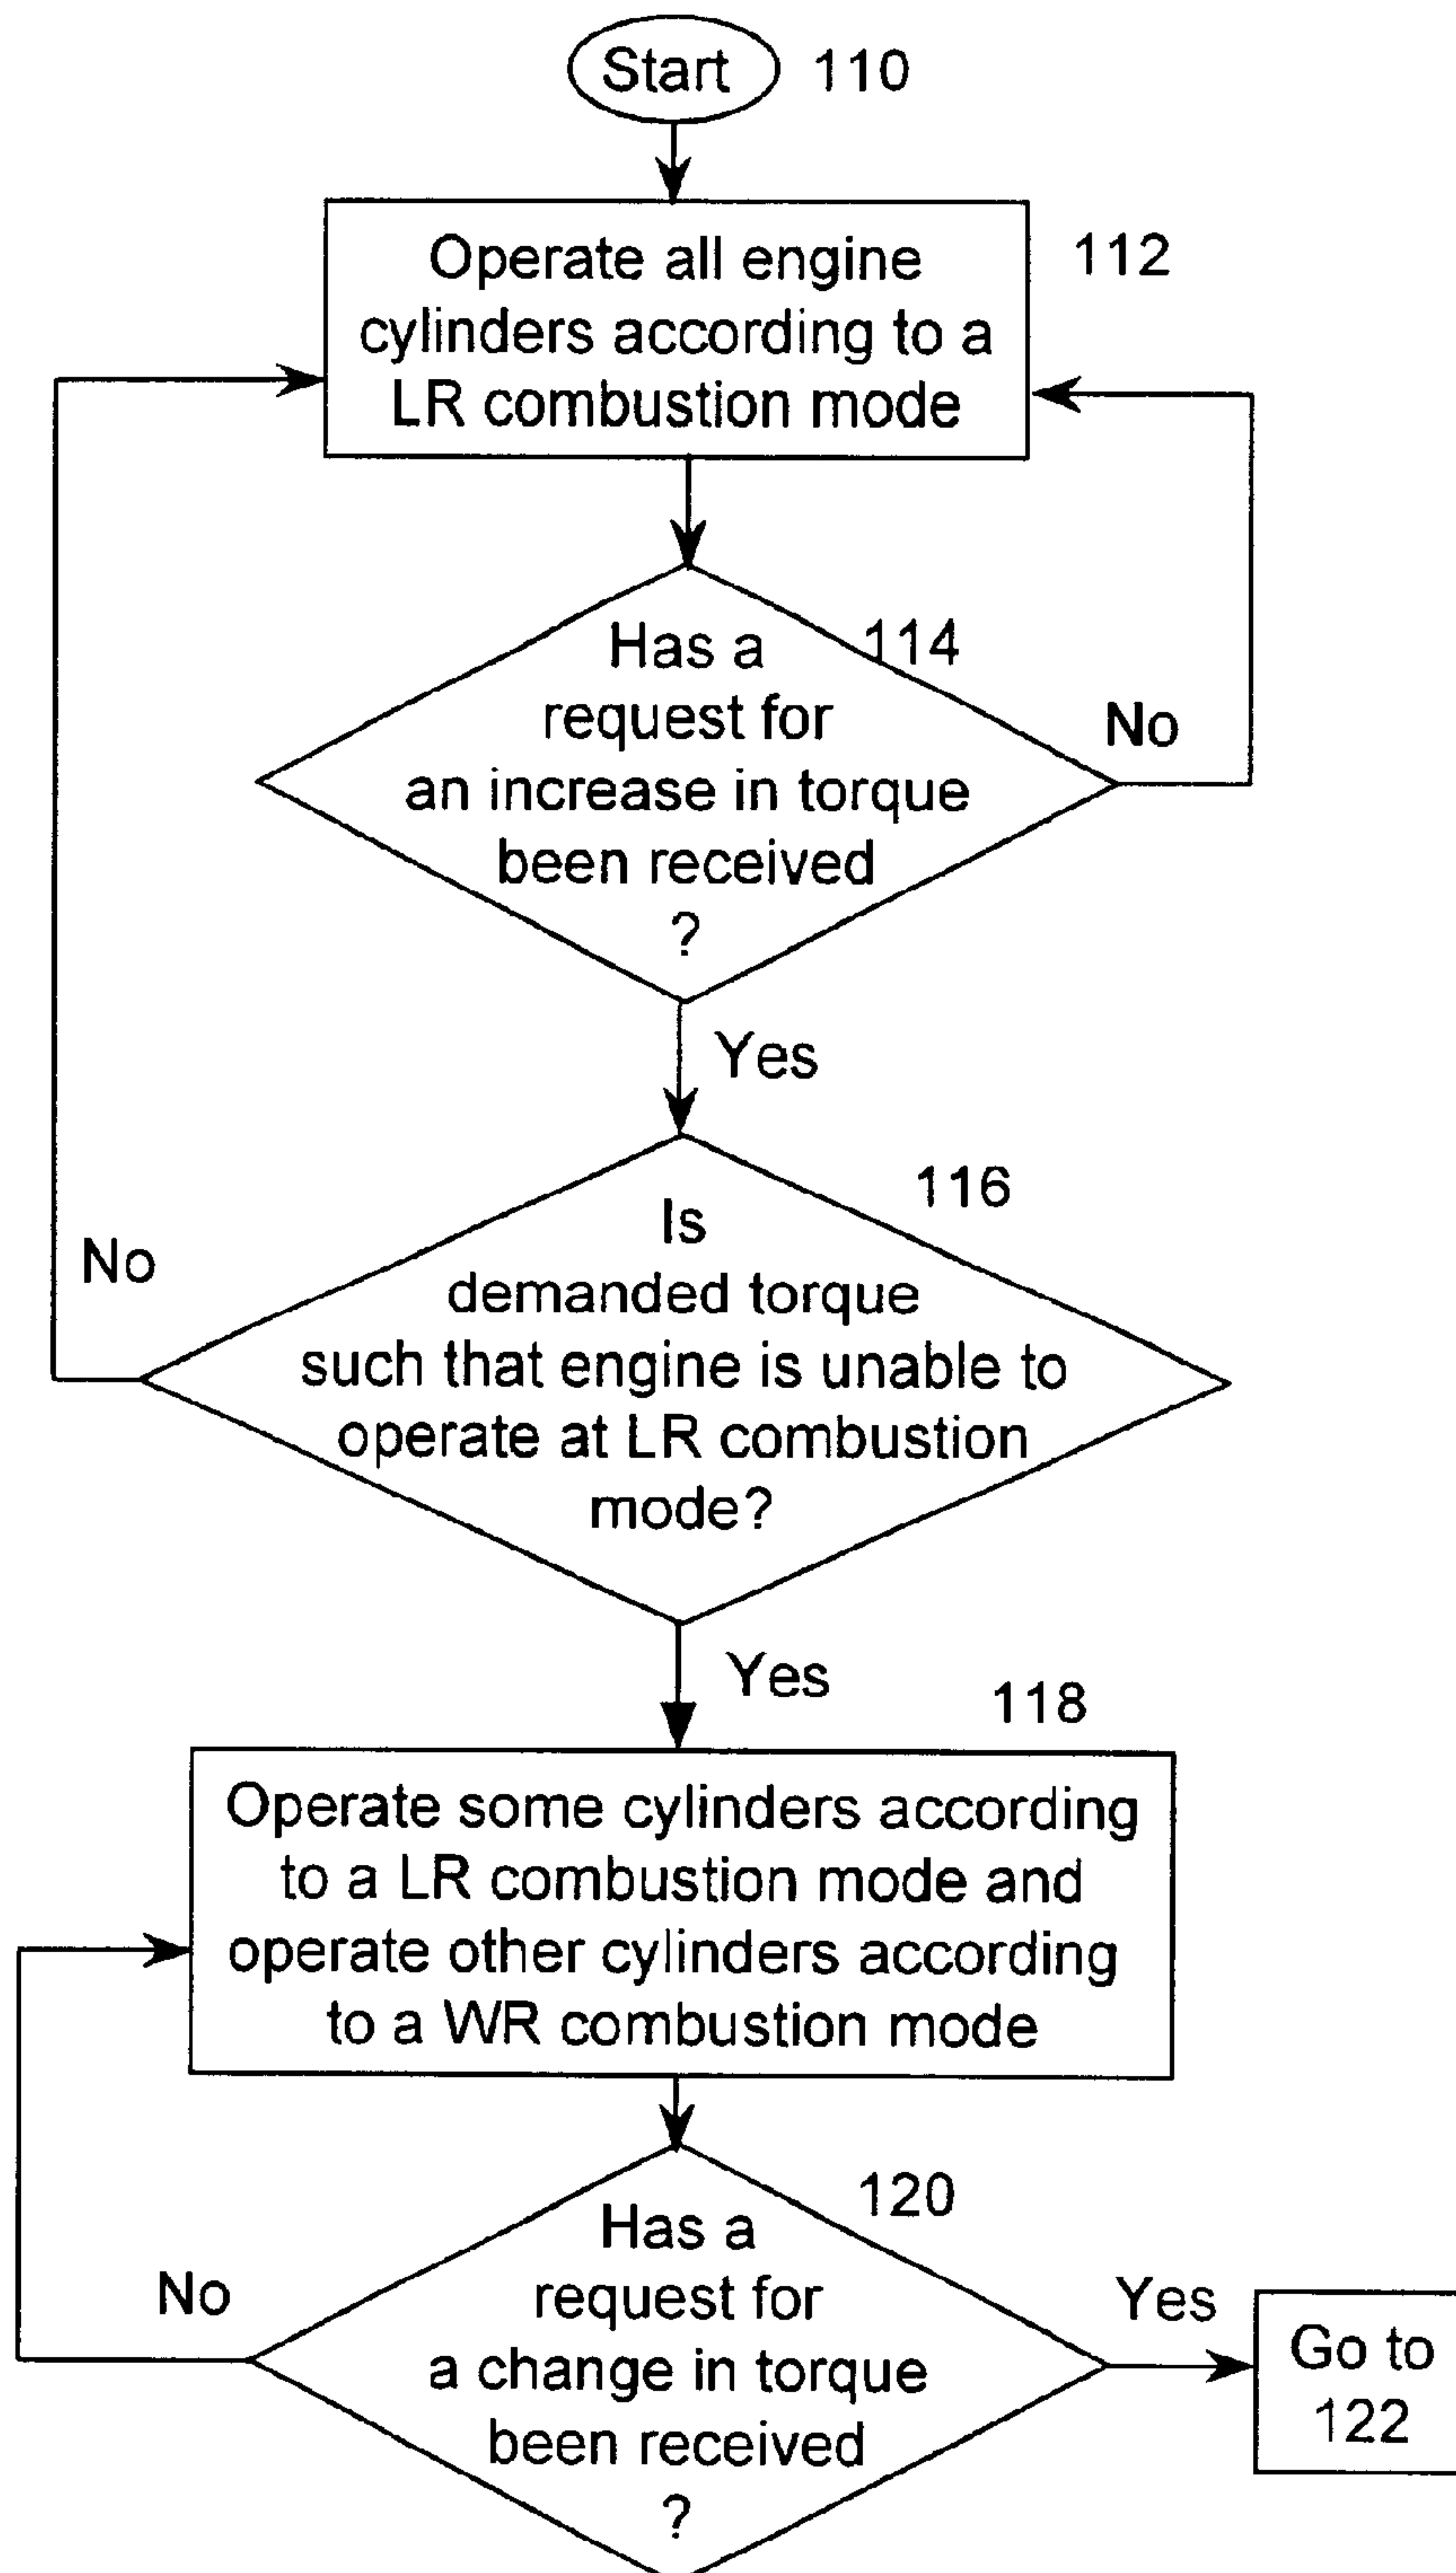 Start 110
Operate all engine
cylinders according to a
LR combustion mode
112
Has a
request for
an increase in torque
been received
?
114
No
Yes
Is
demanded torque
such that engine is unable to
operate at LR combustion
mode?
116
No
Yes
118
Operate some cylinders according
to a LR combustion mode and
operate other cylinders according
to a WR combustion mode
120
Has a
request for
a change in torque
been received
?
No
Yes
Go to
122